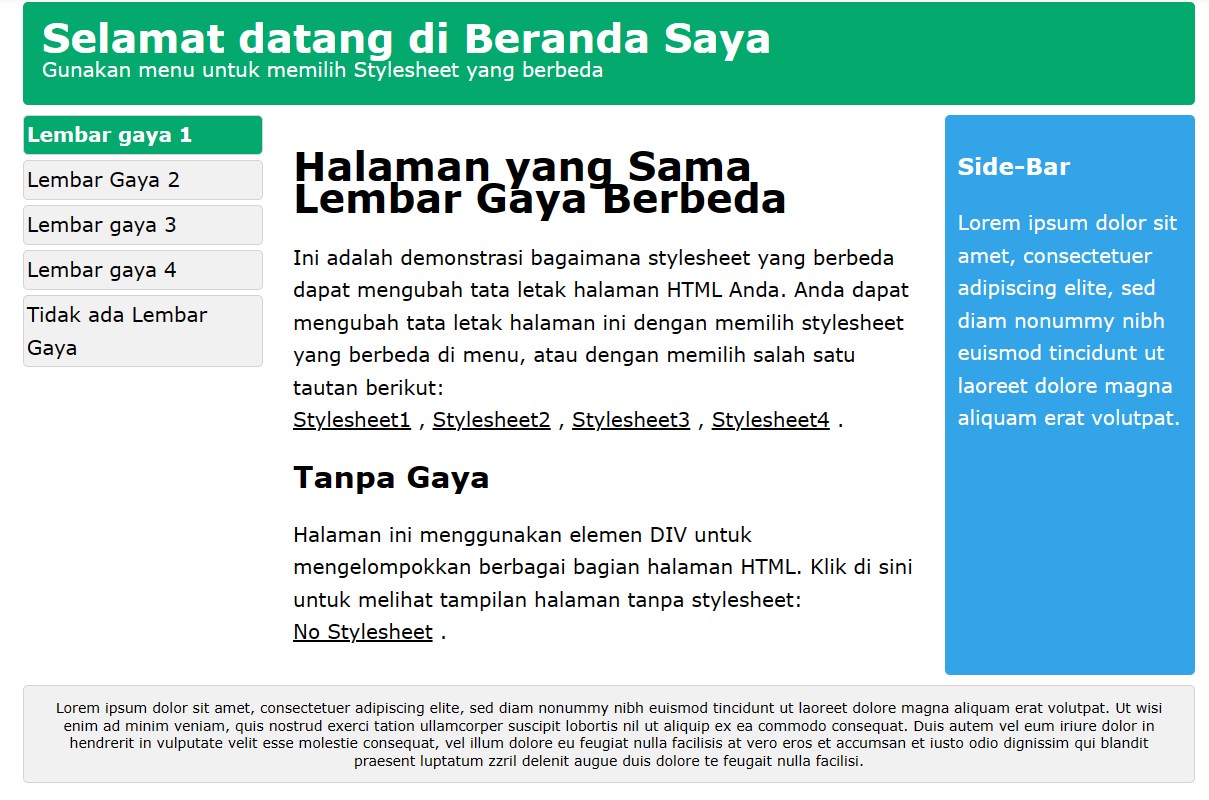 Selamat datang di Beranda Saya
Gunakan menu untuk memilih Stylesheet yang berbeda
Lembar gaya 1
Lembar Gaya 2
Lembar gaya 3
Lembar gaya 4
Tidak ada Lembar
Gaya
Halaman yang Sama
Lembar Gaya Berbeda
Ini adalah demonstrasi bagaimana stylesheet yang berbeda
dapat mengubah tata letak halaman HTML Anda. Anda dapat
mengubah tata letak halaman ini dengan memilih stylesheet
yang berbeda di menu, atau dengan memilih salah satu
tautan berikut:
Stylesheet1 , Stylesheet2 , Stylesheet3 , Stylesheet4 .
Tanpa Gaya
Halaman ini menggunakan elemen DIV untuk
mengelompokkan berbagai bagian halaman HTML. Klik di sini
untuk melihat tampilan halaman tanpa stylesheet:
No Stylesheet .
Side-Bar
Lorem ipsum dolor sit
amet, consectetuer
adipiscing elite, sed
diam nonummy nibh
euismod tincidunt ut
laoreet dolore magna
aliquam erat volutpat.
Lorem ipsum dolor sit amet, consectetuer adipiscing elite, sed diam nonummy nibh euismod tincidunt ut laoreet dolore magna aliquam erat volutpat. Ut wisi
enim ad minim veniam, quis nostrud exerci tation ullamcorper suscipit lobortis nil ut aliquip ex ea commodo consequat. Duis autem vel eum iriure dolor in
hendrerit in vulputate velit esse molestie consequat, vel illum dolore eu feugiat nulla facilisis at vero eros et accumsan et iusto odio dignissim qui blandit
praesent luptatum zzril delenit augue duis dolore te feugait nulla facilisi.